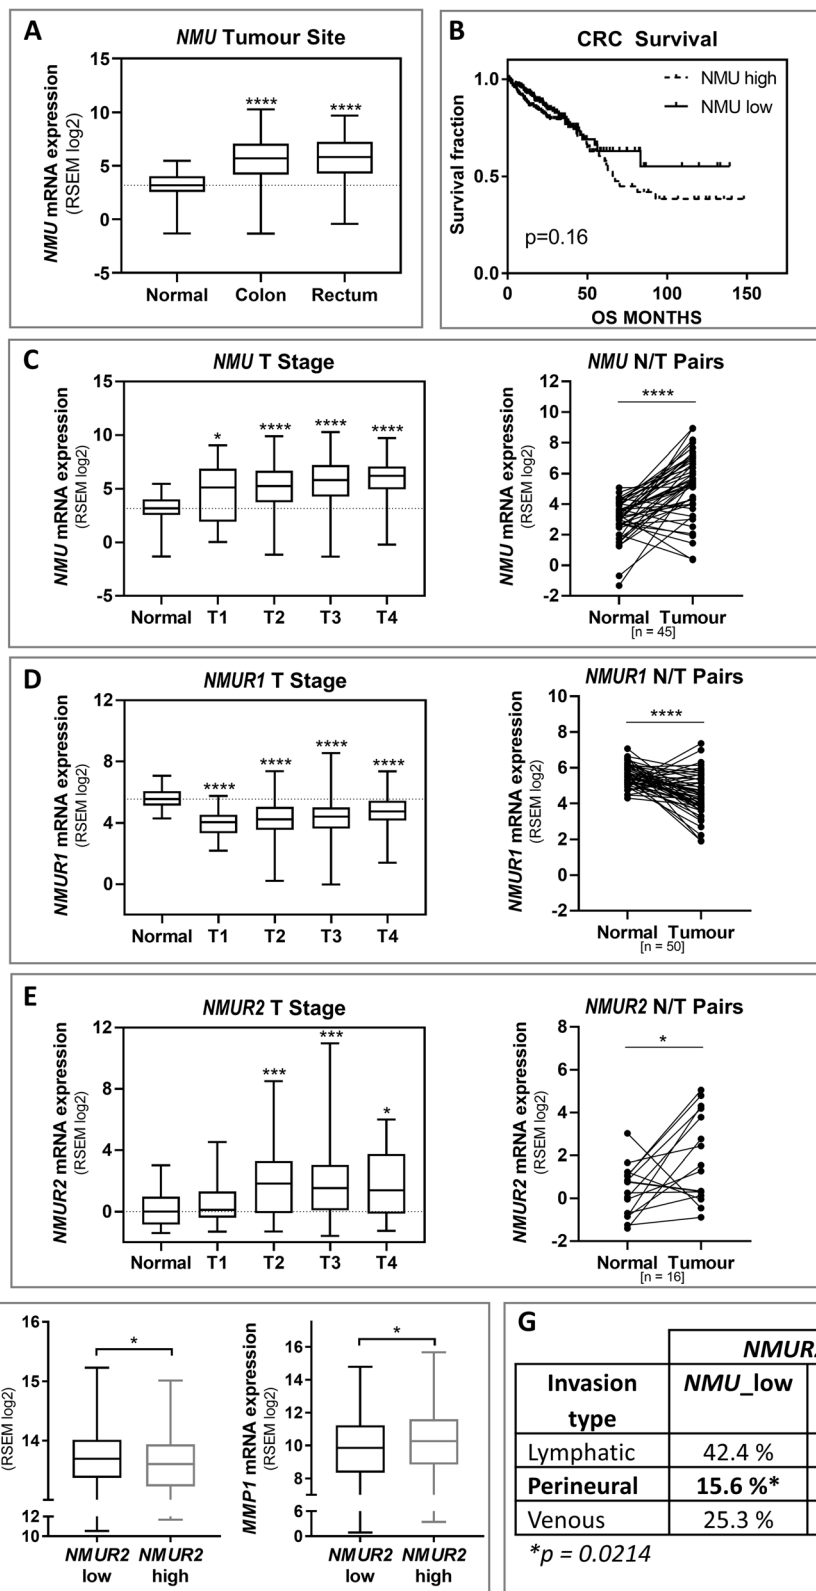 A
NMU Tumour Site
NMU mRNA expression
(RSEM log2)
15
10
5
0
-5
**** ****
Normal Colon Rectum
B
CRC Survival
Survival fraction
1.0
0.5
0.0
NMU high
NMU low
p=0.16
0 50 100 150
OS MONTHS
C
NMU T Stage
NMU mRNA expression
(RSEM log2)
15
10
5
0
-5
* **** **** ****
Normal T1 T2 T3 T4
NMU N/T Pairs
NMU mRNA expression
(RSEM log2)
12
10
8
6
4
2
0
-2
****
Normal Tumour
[n = 45]
D
NMUR1 T Stage
NMUR1 mRNA expression
(RSEM log2)
12
8
4
0
**** **** **** ****
Normal T1 T2 T3 T4
NMUR1 N/T Pairs
NMUR1 mRNA expression
(RSEM log2)
10
8
6
4
2
0
-2
****
Normal Tumour
[n = 50]
E
NMUR2 T Stage
NMUR2 mRNA expression
(RSEM log2)
12
8
4
0
*** *** *
Normal T1 T2 T3 T4
NMUR2 N/T Pairs
NMUR2 mRNA expression
(RSEM log2)
8
6
4
2
0
-2
*
Normal Tumour
[n = 16]
(RSEM log2)
16
15
14
12
10
*
NMUR2 NMUR2
low high
MMP1 mRNA expression
(RSEM log2)
16
14
12
10
8
6
0
*
NMUR2 NMUR2
low high
G
NMUR2
Invasion type
NMU_low
Lymphatic 42.4 %
Perineural 15.6 %*
Venous 25.3 %
*p = 0.0214